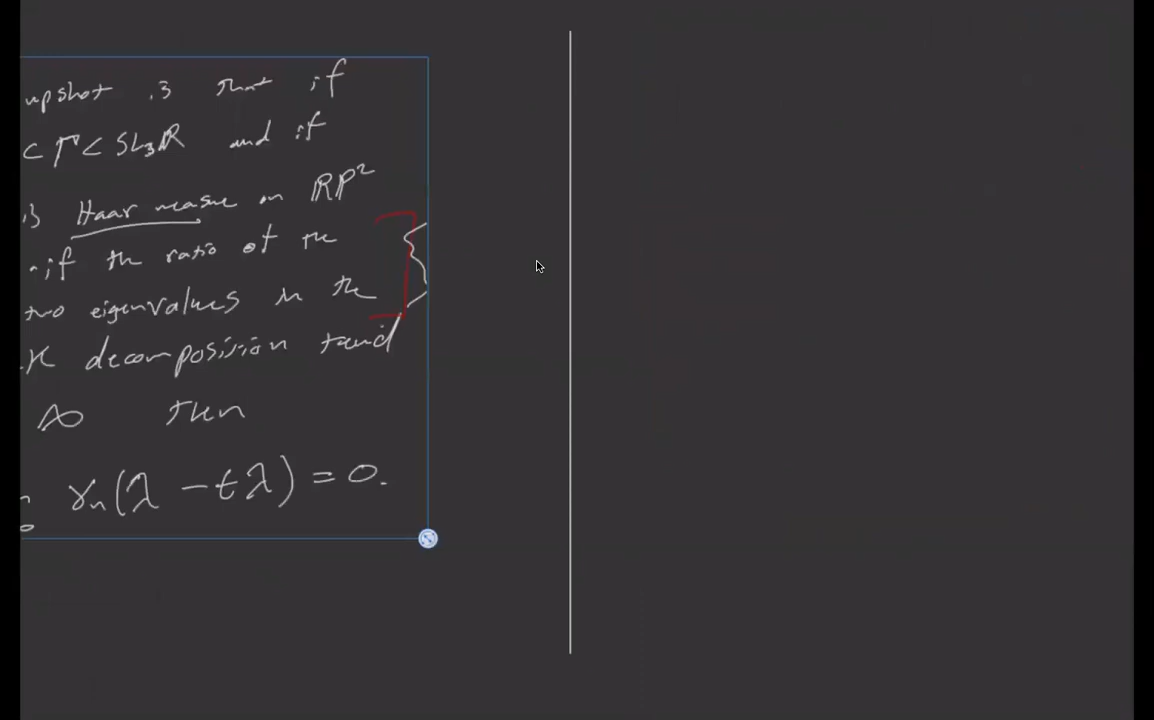 upshot is that if
< Γ < SL₃ℝ and if
is Haar measure on ℝP²
if the ratio of the
two eigenvalues in the
K decomposition tend
∞ then
γₙ(λ - tλ) = 0.